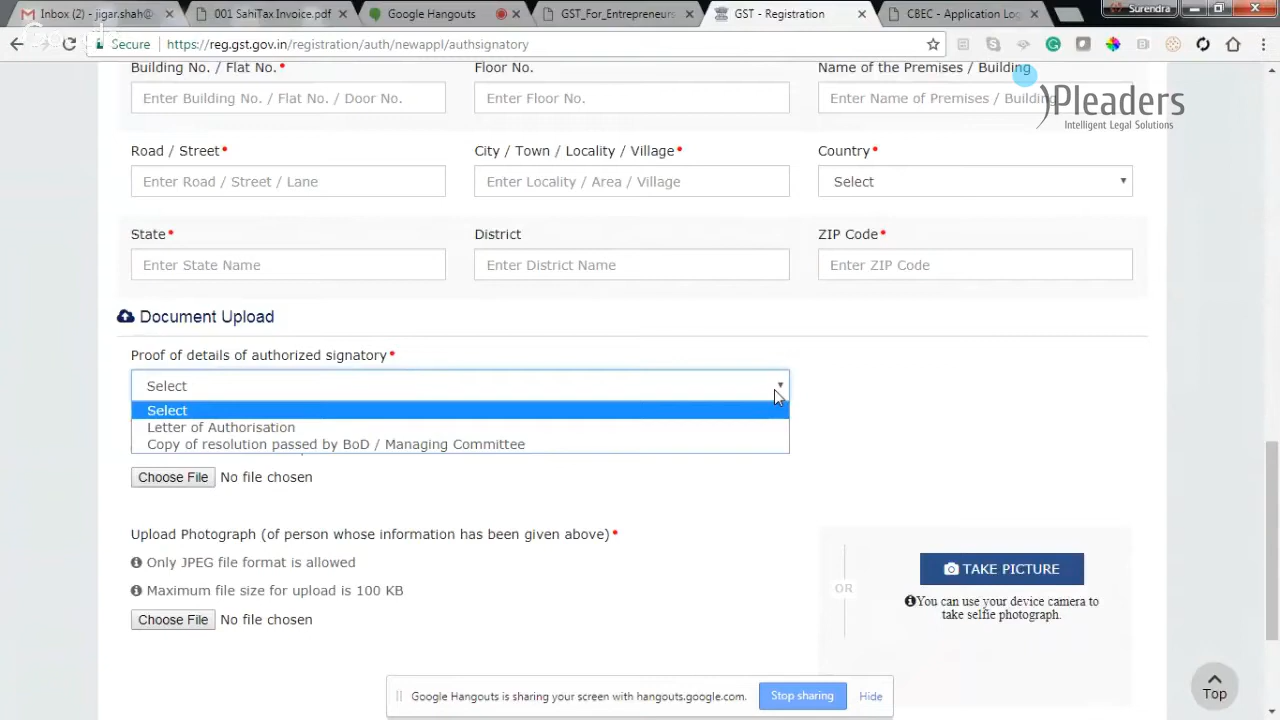 Inbox (2) - jigar.shah@
001 SahiTax Invoice.pdf
Google Hangouts
GST_For_Entrepreneurs
GST - Registration
CBEC - Application Lo
Surendra
Secure
https://reg.gst.gov.in/registration/auth/newappl/authsignatory
Building No. / Flat No.*
Floor No.
Name of the Premises / Building
Enter Building No. / Flat No. / Door No.
Enter Floor No.
Enter Name of Premises / Building
Pleaders
Intelligent Legal Solutions
Road / Street*
City / Town / Locality / Village*
Country*
Enter Road / Street / Lane
Enter Locality / Area / Village
Select
State*
District
ZIP Code*
Enter State Name
Enter District Name
Enter ZIP Code
Document Upload
Proof of details of authorized signatory*
Select
Select
Letter of Authorisation
Copy of resolution passed by BoD / Managing Committee
Choose File No file chosen
Upload Photograph (of person whose information has been given above)*
Only JPEG file format is allowed
Maximum file size for upload is 100 KB
Choose File No file chosen
OR
TAKE PICTURE
You can use your device camera to
take selfie photograph.
Google Hangouts is sharing your screen with hangouts.google.com.
Stop sharing
Hide
Top